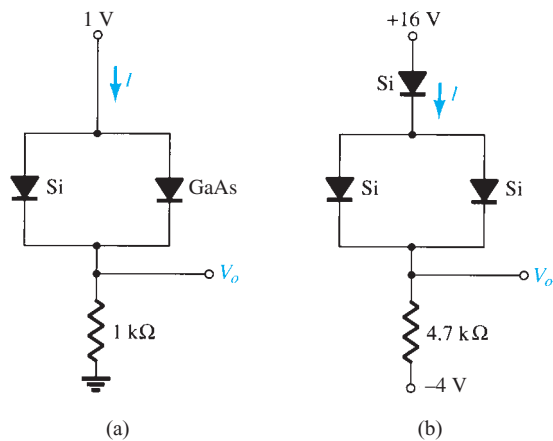 1 V
I
Si
GaAs
Vo
1 kΩ
(a)
+16 V
Si
I
Si
Si
Vo
4.7 kΩ
–4 V
(b)